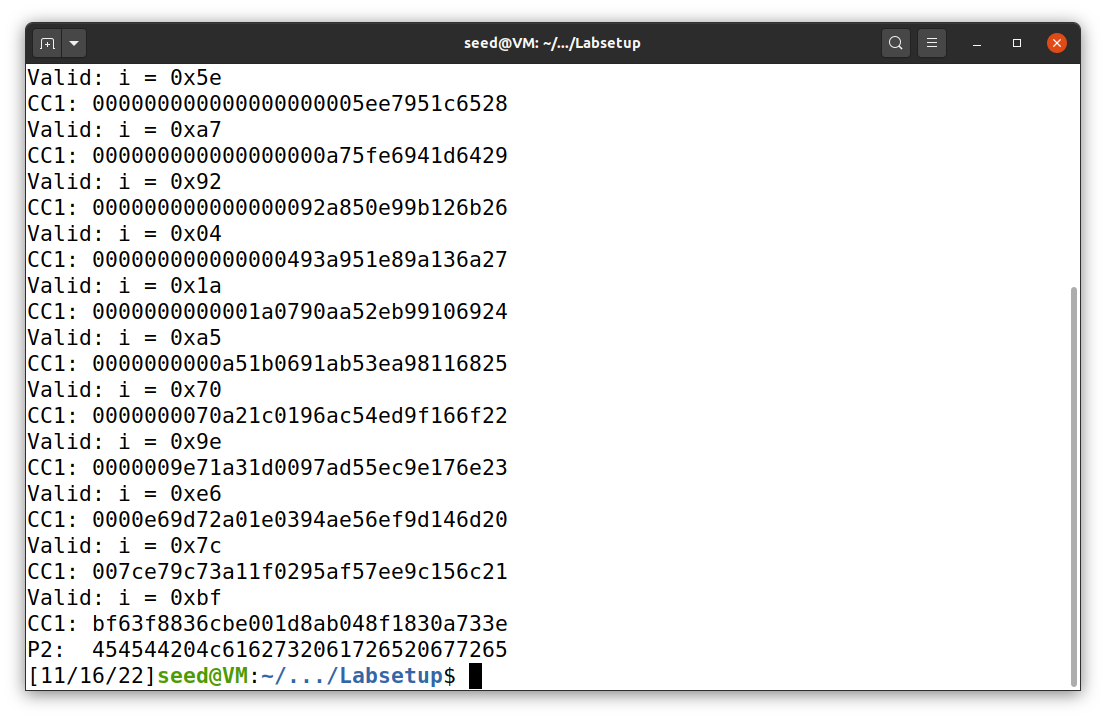 seed@VM: ~/.../Labsetup
Valid: i = 0x5e
CC1: 000000000000000000005ee7951c6528
Valid: i = 0xa7
CC1: 000000000000000000a75fe6941d6429
Valid: i = 0x92
CC1: 000000000000000092a850e99b126b26
Valid: i = 0x04
CC1: 000000000000000493a951e89a136a27
Valid: i = 0x1a
CC1: 0000000000001a0790aa52eb99106924
Valid: i = 0xa5
CC1: 0000000000a51b0691ab53ea98116825
Valid: i = 0x70
CC1: 0000000070a21c0196ac54ed9f166f22
Valid: i = 0x9e
CC1: 0000009e71a31d0097ad55ec9e176e23
Valid: i = 0xe6
CC1: 0000e69d72a01e0394ae56ef9d146d20
Valid: i = 0x7c
CC1: 007ce79c73a11f0295af57ee9c156c21
Valid: i = 0xbf
CC1: bf63f8836cbe001d8ab048f1830a733e
P2:  454544204c6162732061726520677265
[11/16/22]seed@VM:~/.../Labsetup$